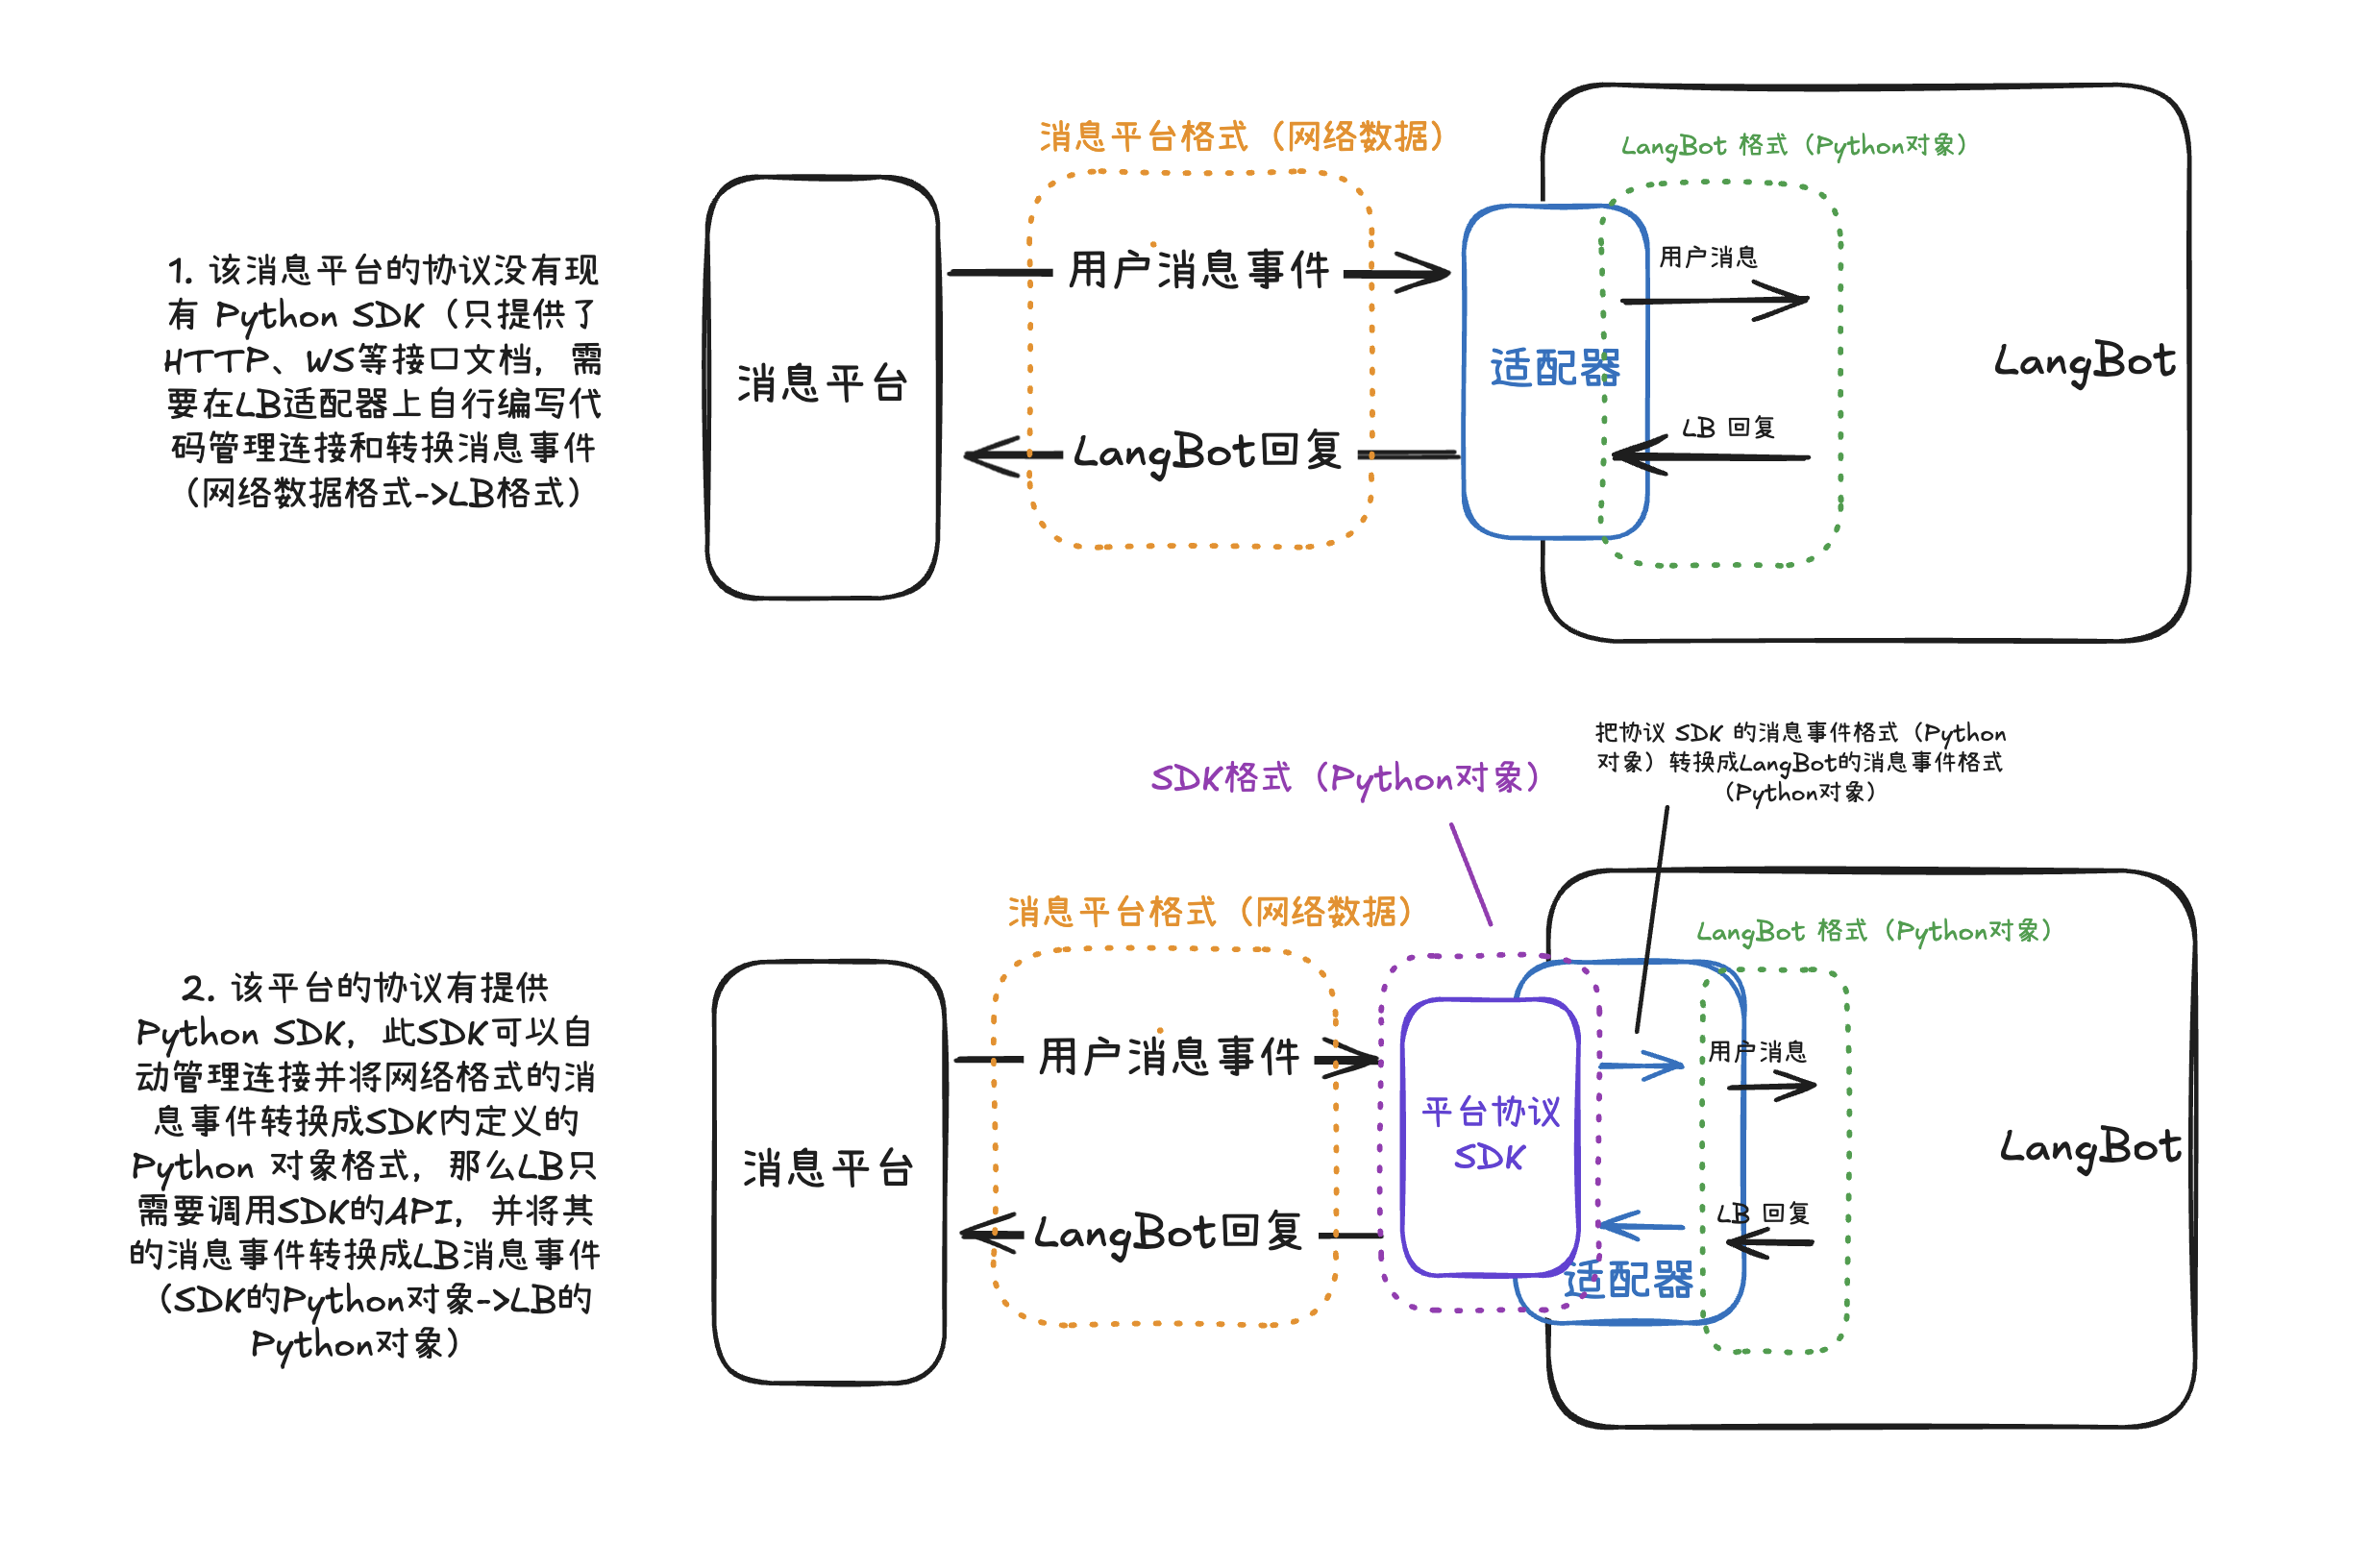 消息平台格式（网络数据）
LangBot 格式（Python对象）
1. 该消息平台的协议没有现
有 Python SDK（只提供了
HTTP、WS等接口文档，需
要在LB适配器上自行编写代
码管理连接和转换消息事件
（网络数据格式->LB格式）
消息平台
用户消息事件
LangBot回复
适配器
用户消息
LB 回复
LangBot
把协议 SDK 的消息事件格式（Python
对象）转换成LangBot的消息事件格式
（Python对象）
SDK格式（Python对象）
消息平台格式（网络数据）
LangBot 格式（Python对象）
2. 该平台的协议有提供
Python SDK，此SDK可以自
动管理连接并将网络格式的消
息事件转换成SDK内定义的
Python 对象格式，那么LB只
需要调用SDK的API，并将其
的消息事件转换成LB消息事件
（SDK的Python对象->LB的
Python对象）
消息平台
用户消息事件
LangBot回复
平台协议
SDK
适配器
用户消息
LB 回复
LangBot